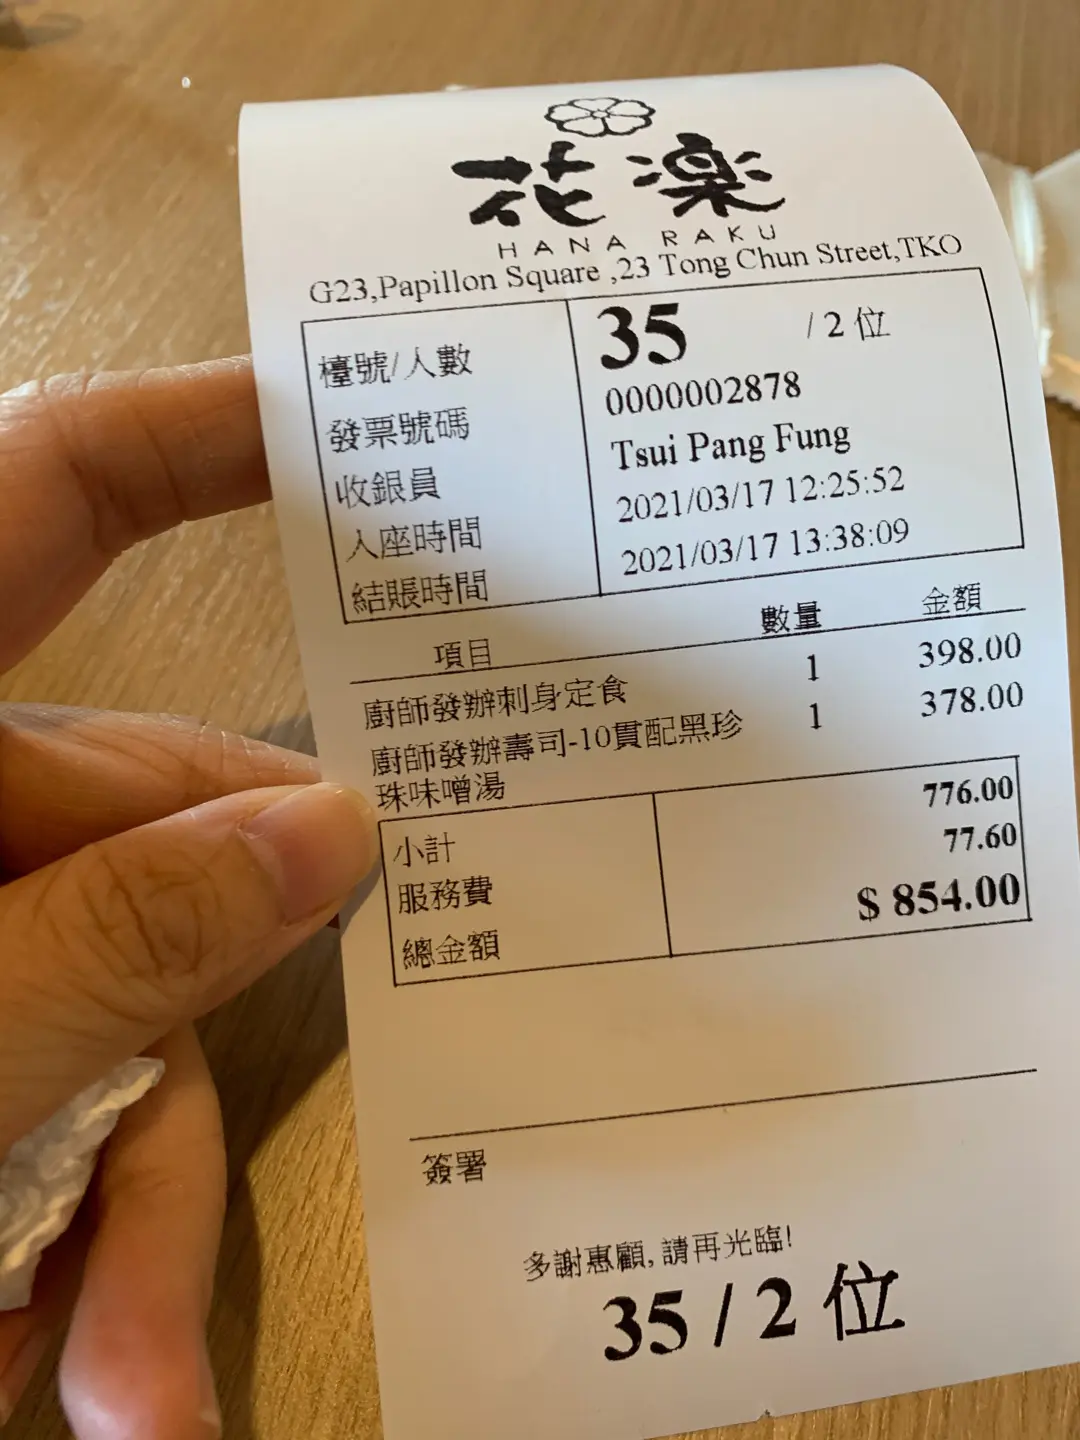 花楽
HANA RAKU
G23,Papillon Square ,23 Tong Chun Street,TKO
檯號/人數 35 / 2 位
發票號碼 0000002878
收銀員 Tsui Pang Fung
入座時間 2021/03/17 12:25:52
結賬時間 2021/03/17 13:38:09
項目 數量 金額
廚師發辦刺身定食 1 398.00
廚師發辦壽司-10貫配黑珍 1 378.00
珠味噌湯
小計 776.00
服務費 77.60
總金額 $ 854.00
簽署
多謝惠顧,請再光臨!
35 / 2 位